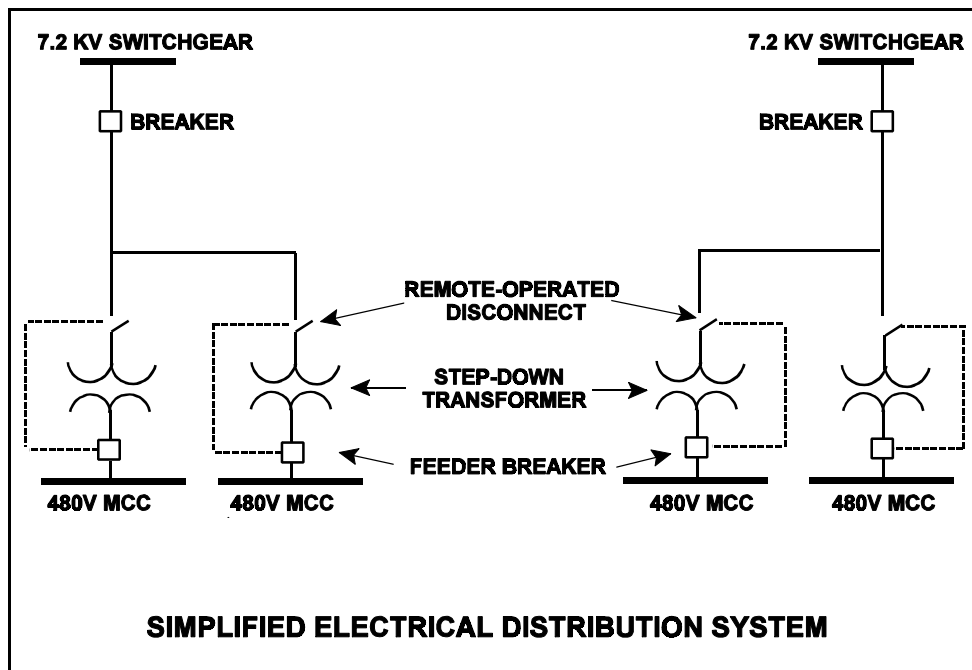 7.2 KV SWITCHGEAR
7.2 KV SWITCHGEAR
BREAKER
BREAKER
REMOTE-OPERATED
DISCONNECT
STEP-DOWN
TRANSFORMER
FEEDER BREAKER
480V MCC
480V MCC
480V MCC
480V MCC
SIMPLIFIED ELECTRICAL DISTRIBUTION SYSTEM